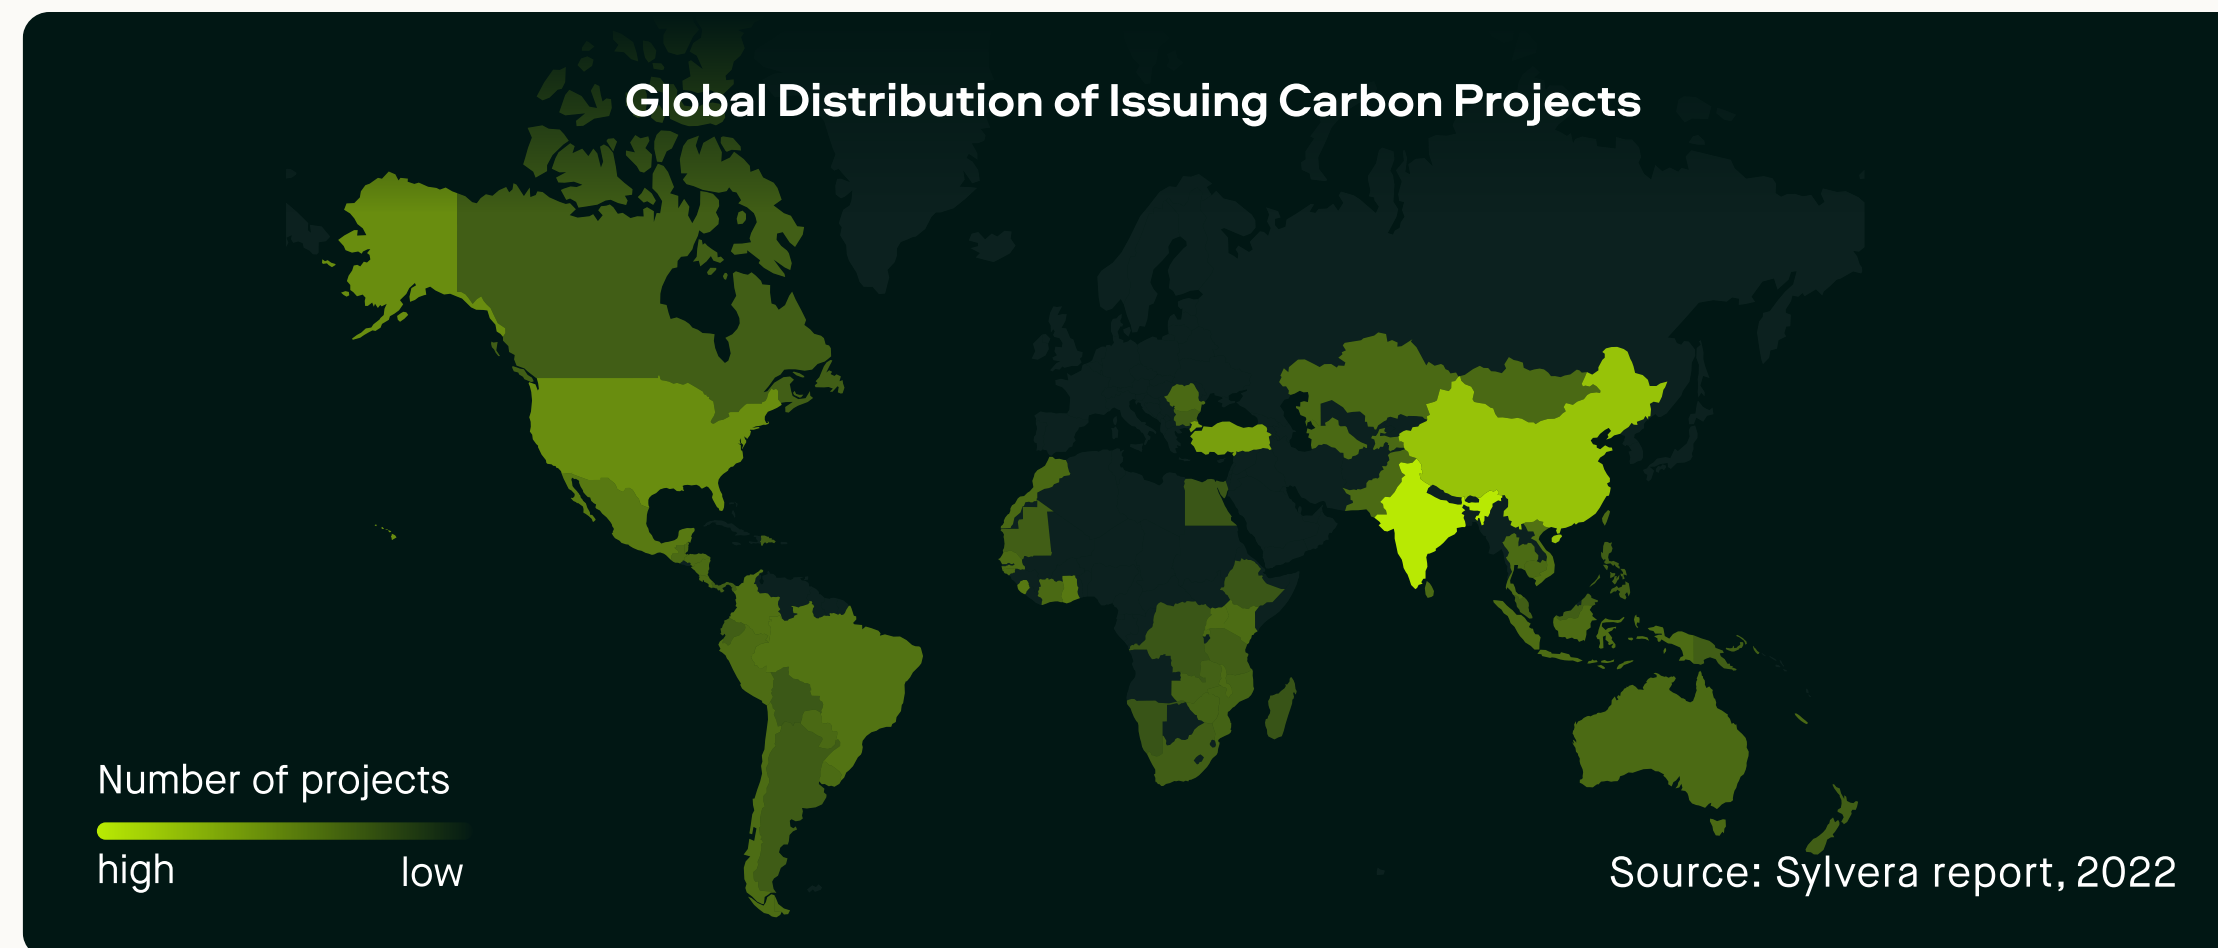 Global Distribution of Issuing Carbon Projects
Number of projects
high low
Source: Sylvera report, 2022